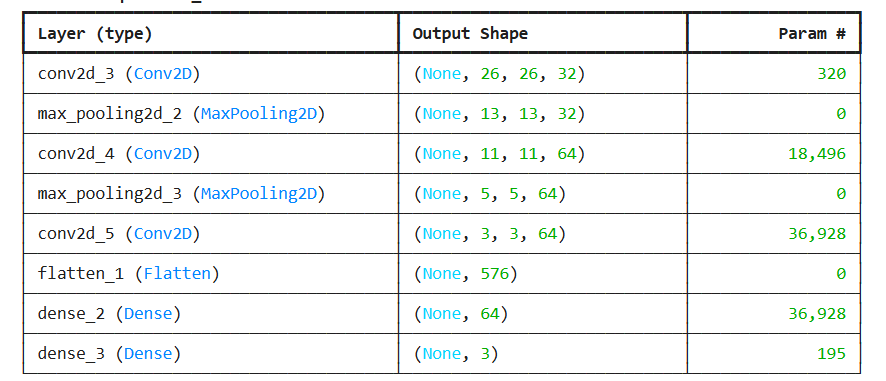 Layer (type) Output Shape Param #
conv2d_3 (Conv2D) (None, 26, 26, 32) 320
max_pooling2d_2 (MaxPooling2D) (None, 13, 13, 32) 0
conv2d_4 (Conv2D) (None, 11, 11, 64) 18,496
max_pooling2d_3 (MaxPooling2D) (None, 5, 5, 64) 0
conv2d_5 (Conv2D) (None, 3, 3, 64) 36,928
flatten_1 (Flatten) (None, 576) 0
dense_2 (Dense) (None, 64) 36,928
dense_3 (Dense) (None, 3) 195